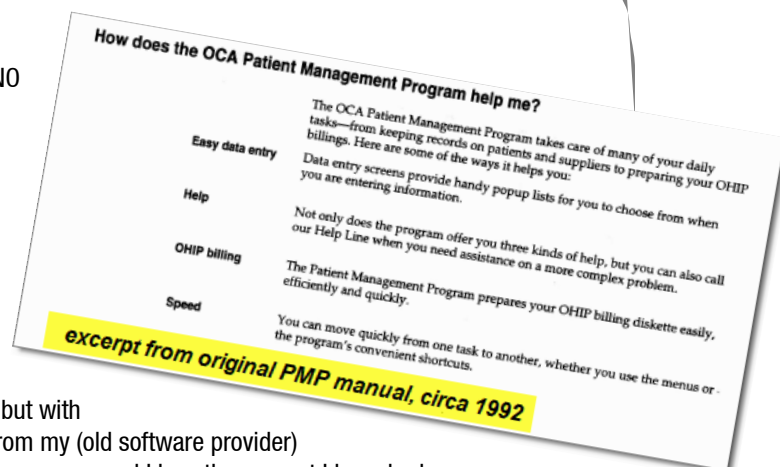 NO
How does the OCA Patient Management Program help me?
The OCA Patient Management Program takes care of many of your daily
tasks—from keeping records on patients and suppliers to preparing your OHIP
billings. Here are some of the ways it helps you:
Easy data entry
Data entry screens provide handy popup lists for you to choose from when
you are entering information.
Help
Not only does the program offer you three kinds of help, but you can also call
our Help Line when you need assistance on a more complex problem.
OHIP billing
The Patient Management Program prepares your OHIP billing diskette easily,
efficiently and quickly.
Speed
You can move quickly from one task to another, whether you use the menus or
the program's convenient shortcuts.
excerpt from original PMP manual, circa 1992
but with
rom my (old software provider)